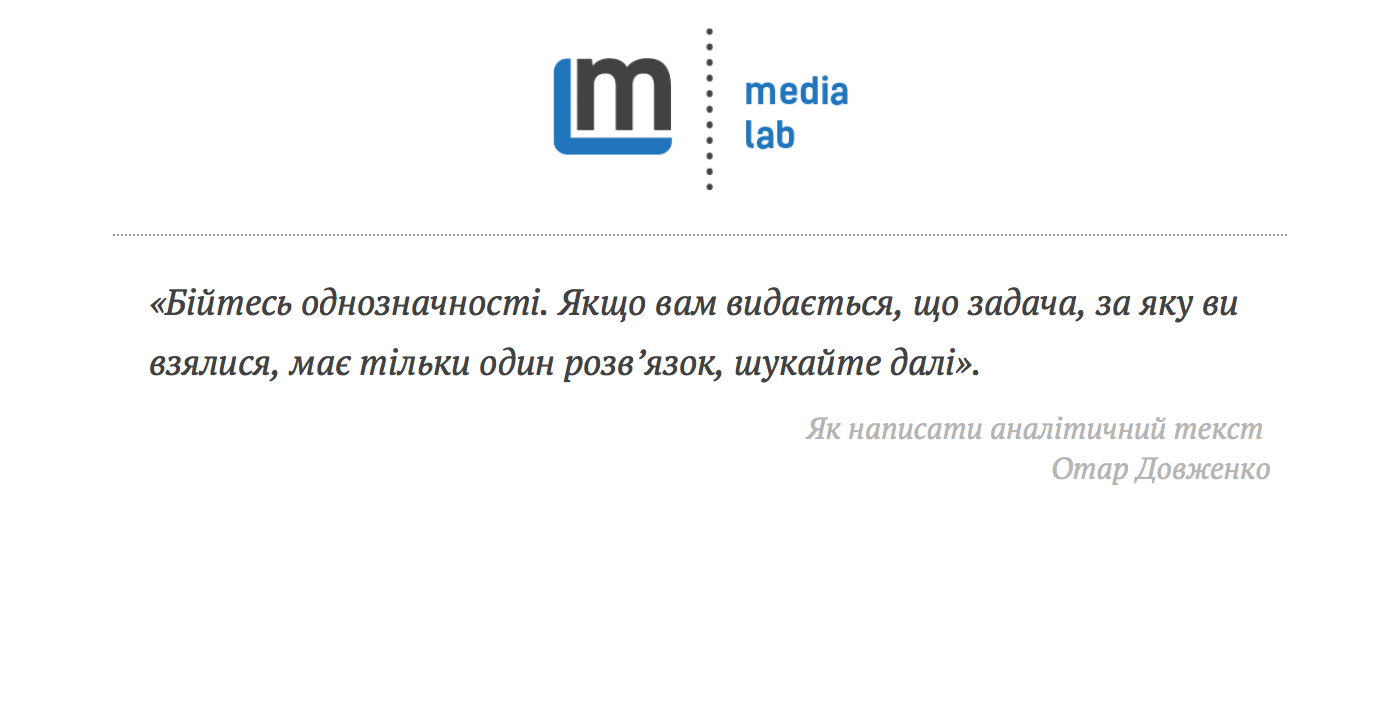 m
media
lab
«Бійтесь однозначності. Якщо вам видається, що задача, за яку ви
взялися, має тільки один розв’язок, шукайте далі».
Як написати аналітичний текст
Отар Довженко